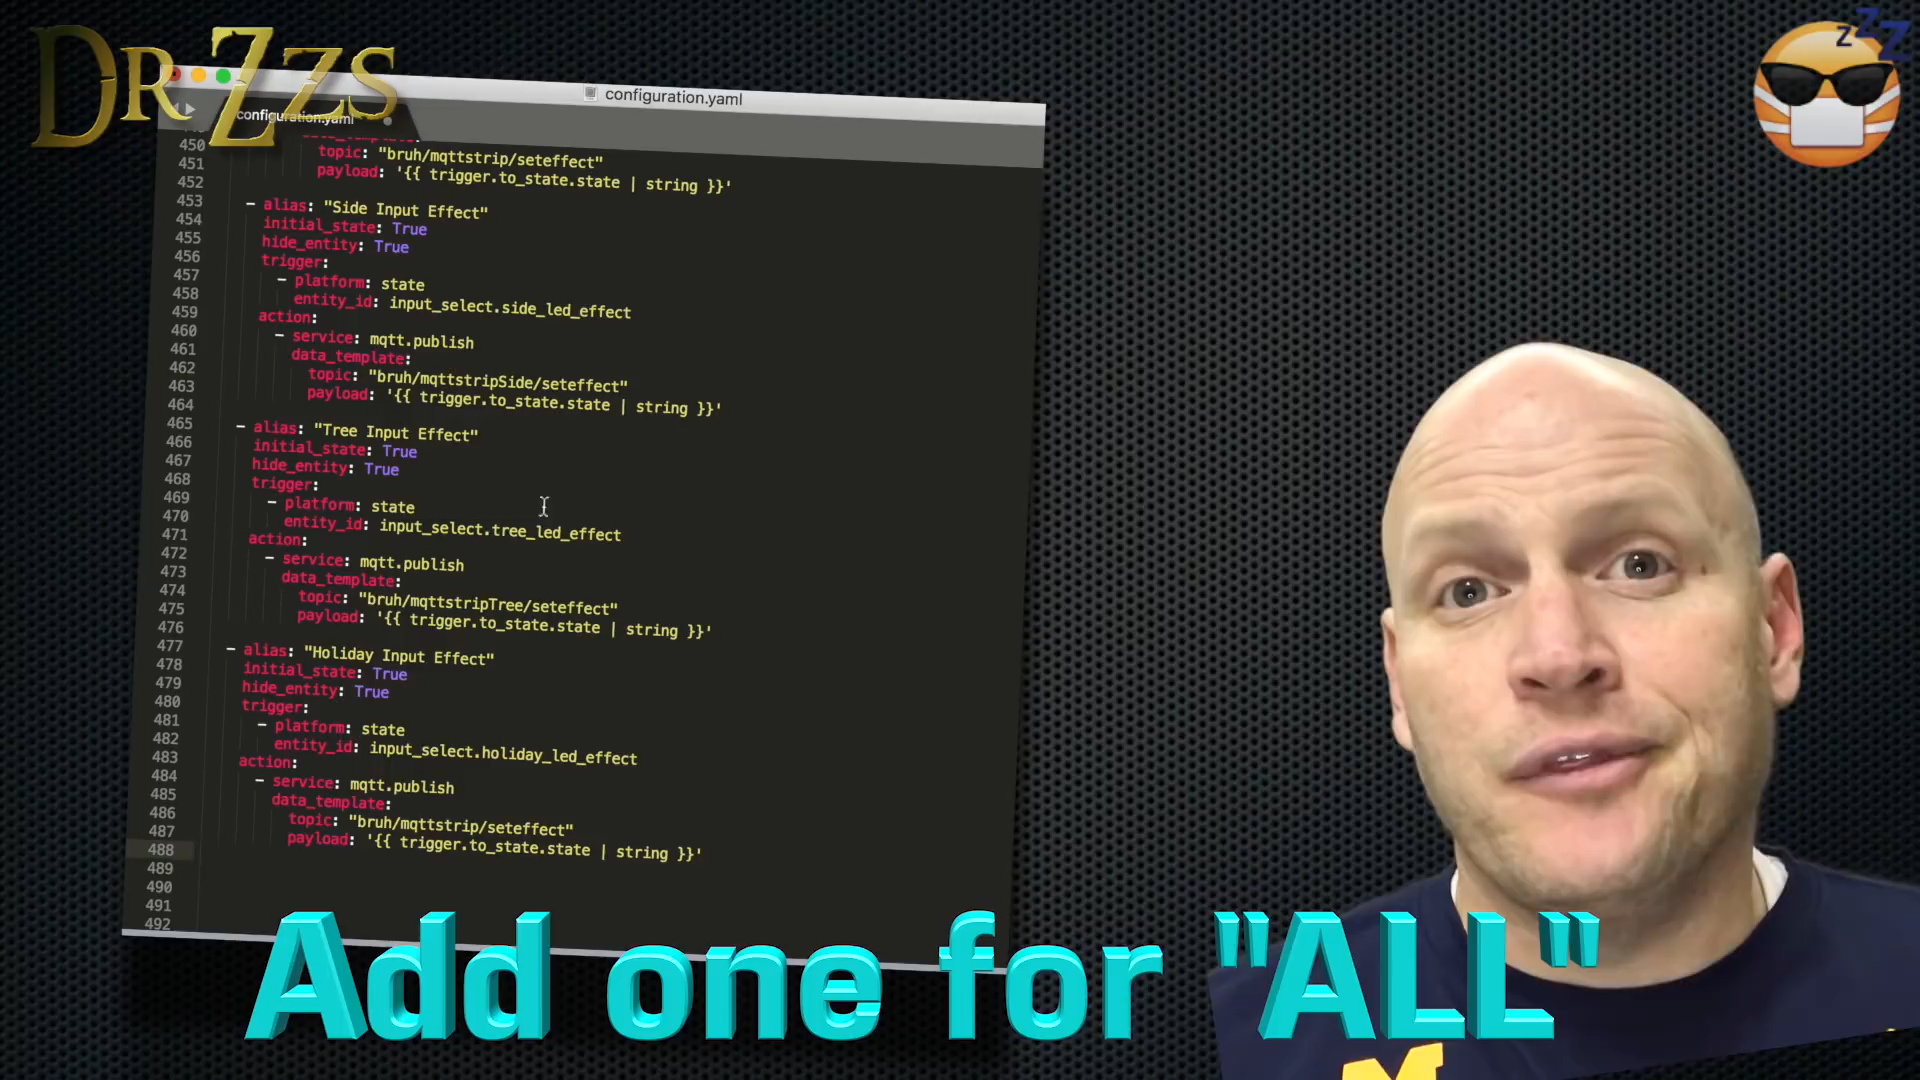 DrZzs
zZZ
configuration.yaml
configuration.yaml
450
451 topic: "bruh/mqttstrip/seteffect"
452 payload: '{{ trigger.to_state.state | string }}'
453
454 - alias: "Side Input Effect"
455 initial_state: True
456 hide_entity: True
457 trigger:
458 - platform: state
459 entity_id: input_select.side_led_effect
460 action:
461 - service: mqtt.publish
462 data_template:
463 topic: "bruh/mqttstripSide/seteffect"
464 payload: '{{ trigger.to_state.state | string }}'
465
466 - alias: "Tree Input Effect"
467 initial_state: True
468 hide_entity: True
469 trigger:
470 - platform: state
471 entity_id: input_select.tree_led_effect
472 action:
473 - service: mqtt.publish
474 data_template:
475 topic: "bruh/mqttstripTree/seteffect"
476 payload: '{{ trigger.to_state.state | string }}'
477
478 - alias: "Holiday Input Effect"
479 initial_state: True
480 hide_entity: True
481 trigger:
482 - platform: state
483 entity_id: input_select.holiday_led_effect
484 action:
485 - service: mqtt.publish
486 data_template:
487 topic: "bruh/mqttstrip/seteffect"
488 payload: '{{ trigger.to_state.state | string }}'
489
490
491
492
Add one for "ALL"